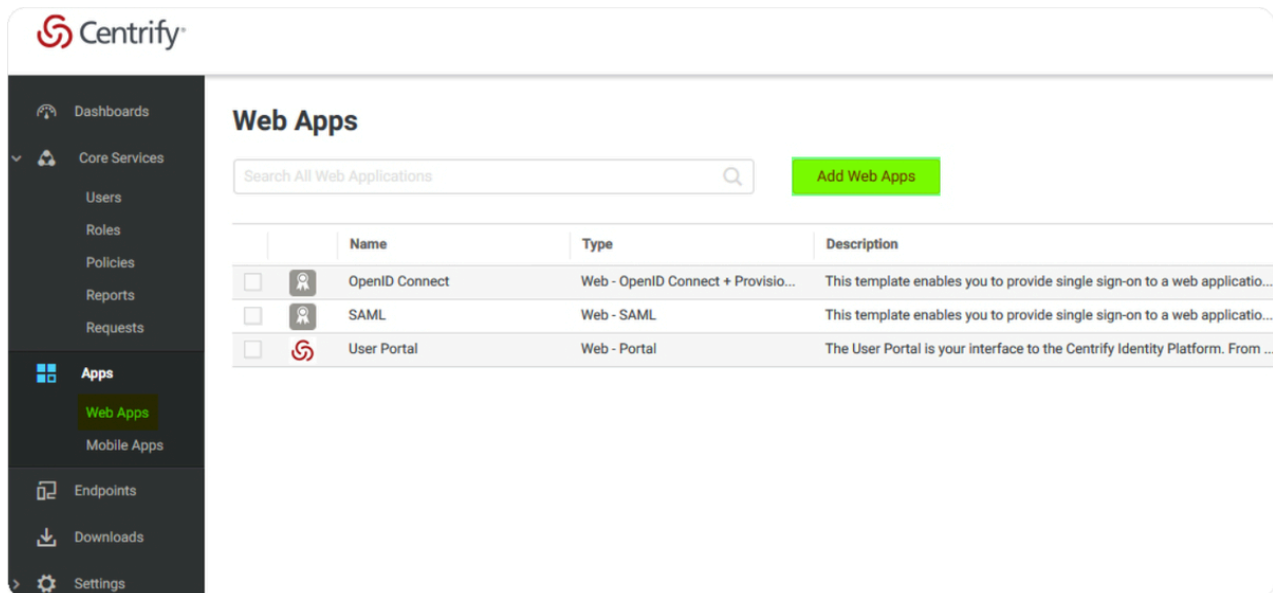 Centrify
Dashboards
Core Services
Users
Roles
Policies
Reports
Requests
Apps
Web Apps
Mobile Apps
Endpoints
Downloads
Settings
Web Apps
Search All Web Applications
Add Web Apps
Name Type Description
OpenID Connect Web - OpenID Connect + Provisio... This template enables you to provide single sign-on to a web applicatio...
SAML Web - SAML This template enables you to provide single sign-on to a web applicatio...
User Portal Web - Portal The User Portal is your interface to the Centrify Identity Platform. From ...